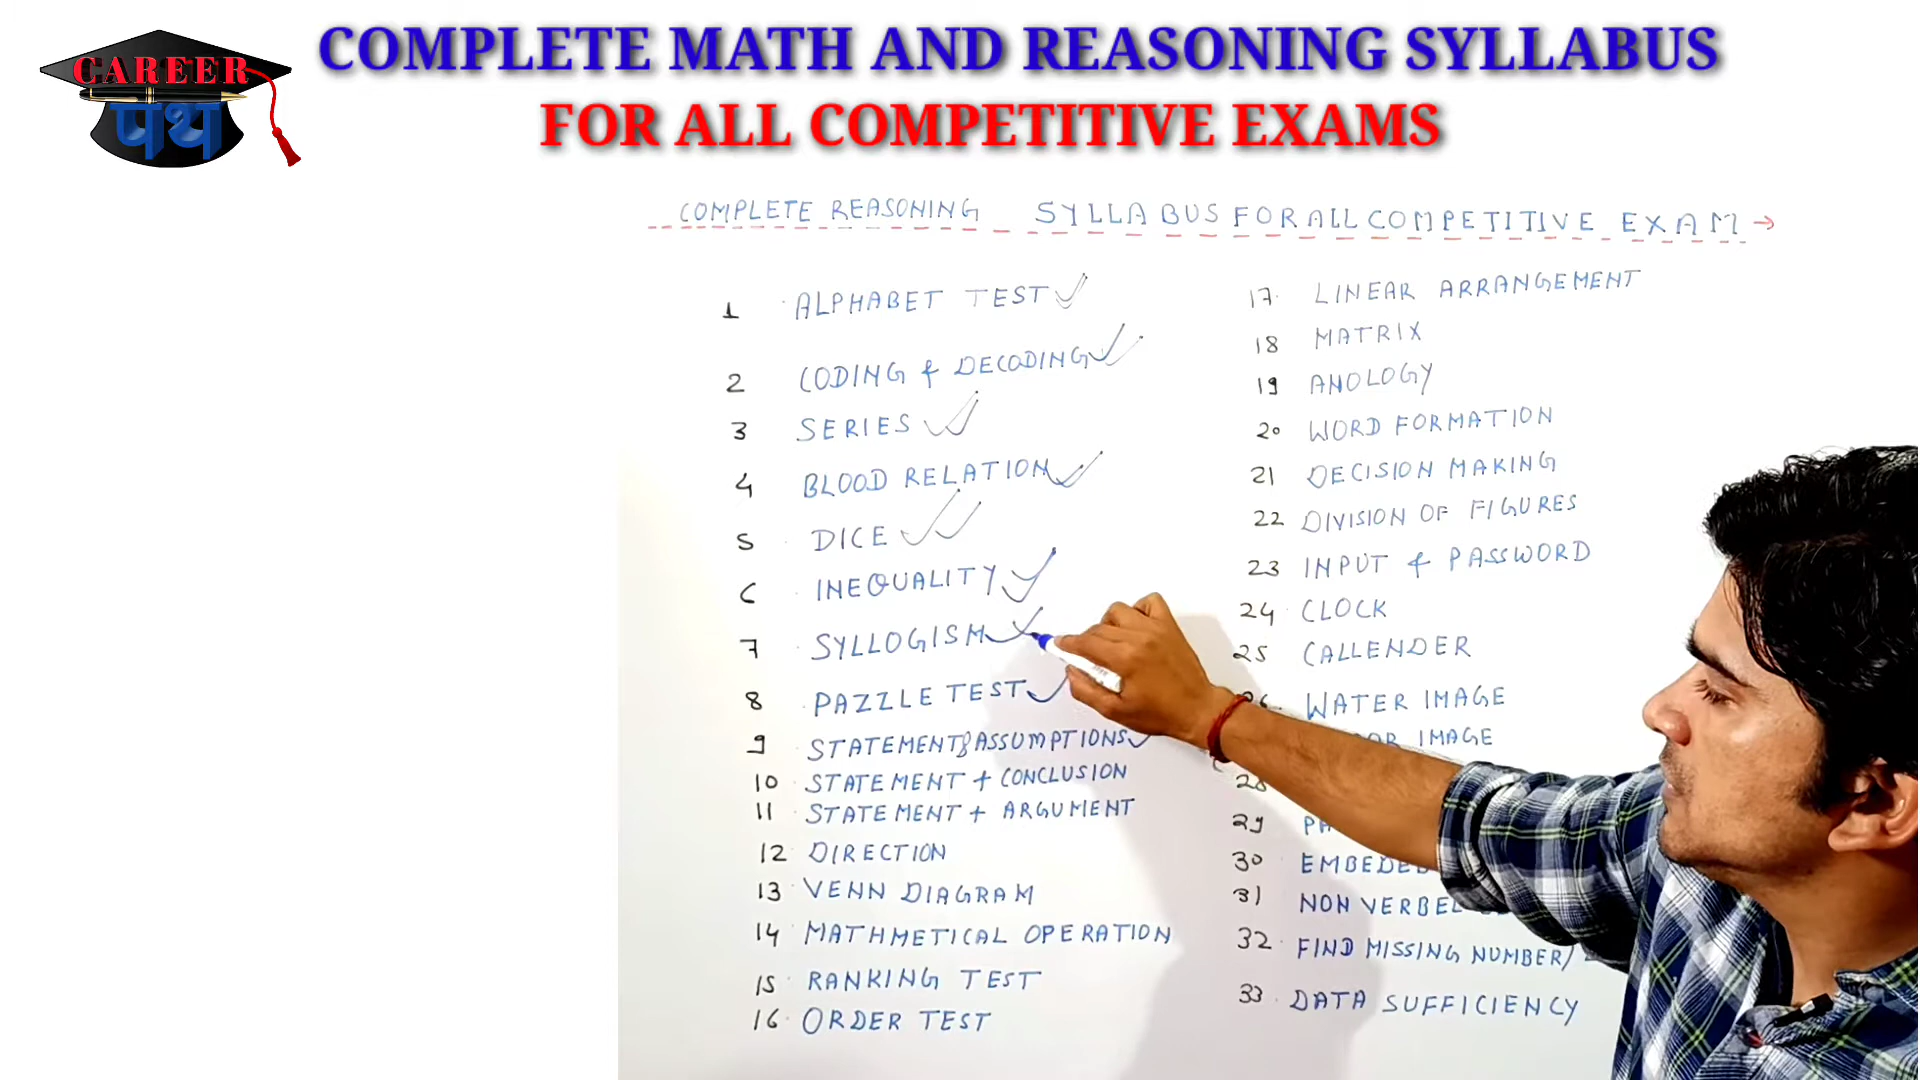 CAREER
पथ
COMPLETE MATH AND REASONING SYLLABUS
FOR ALL COMPETITIVE EXAMS
COMPLETE REASONING SYLLABUS FOR ALL COMPETITIVE EXAM →
1 ALPHABET TEST
2 CODING & DECODING
3 SERIES
4 BLOOD RELATION
5 DICE
6 INEQUALITY
7 SYLLOGISM
8 PAZZLE TEST
9 STATEMENT & ASSUMPTIONS
10 STATEMENT + CONCLUSION
11 STATEMENT + ARGUMENT
12 DIRECTION
13 VENN DIAGRAM
14 MATHMETICAL OPERATION
15 RANKING TEST
16 ORDER TEST
17 LINEAR ARRANGEMENT
18 MATRIX
19 ANOLOGY
20 WORD FORMATION
21 DECISION MAKING
22 DIVISION OF FIGURES
23 INPUT & PASSWORD
24 CLOCK
25 CALLENDER
26 WATER IMAGE
IMAGE
28
29
30
31 NON VERBEL
32 FIND MISSING NUMBER/
33 DATA SUFFICIENCY